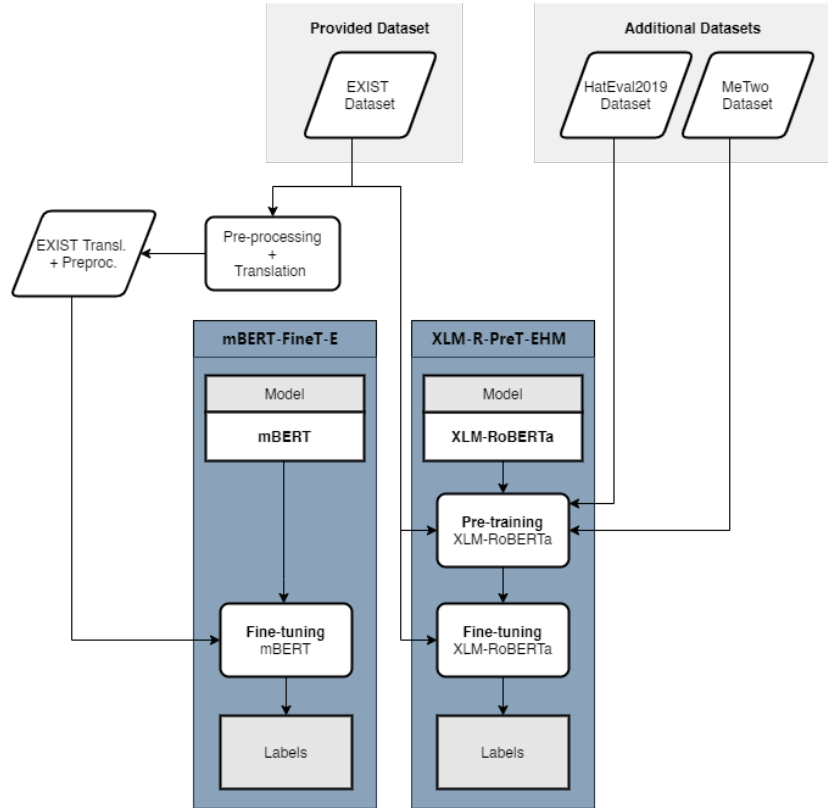 Provided Dataset
Additional Datasets
EXIST
Dataset
HatEval2019
Dataset
MeTwo
Dataset
EXIST Transl.
+ Preproc.
Pre-processing
+
Translation
mBERT-FineT-E
XLM-R-PreT-EHM
Model
Model
mBERT
XLM-RoBERTa
Pre-training
XLM-RoBERTa
Fine-tuning
mBERT
Fine-tuning
XLM-RoBERTa
Labels
Labels